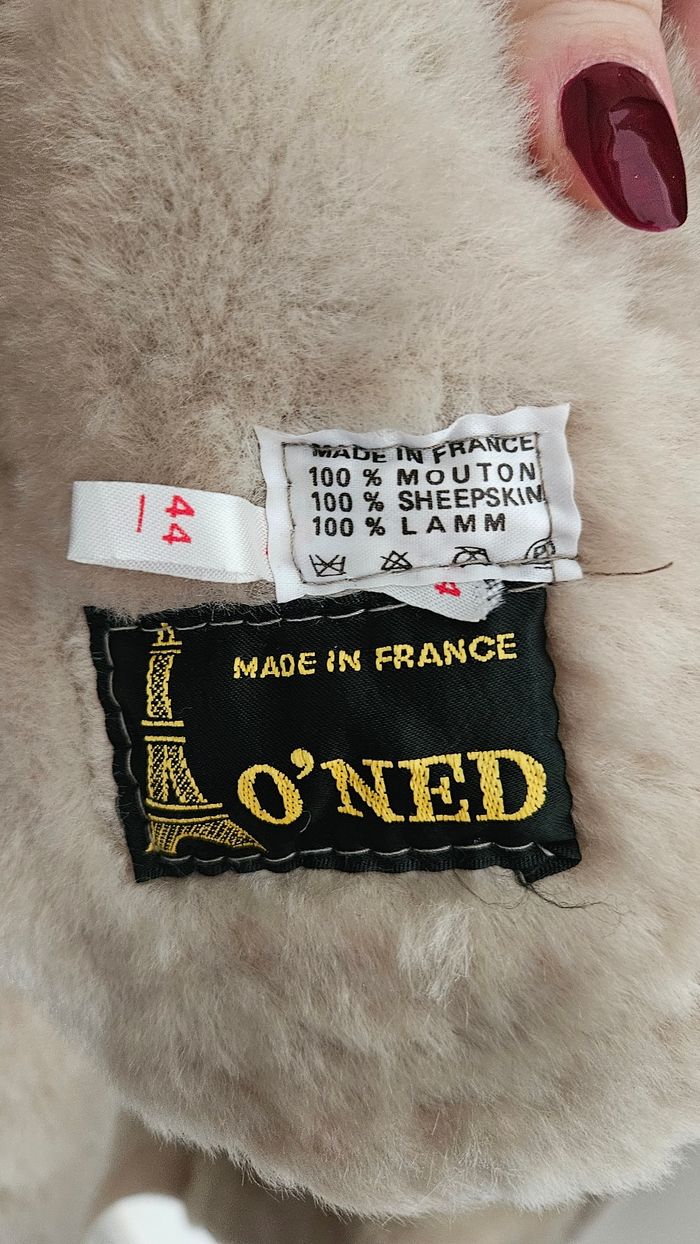 MADE IN FRANCE
100 % MOUTON
100 % SHEEPSKIN
100 % LAMM
44
MADE IN FRANCE
O'NED